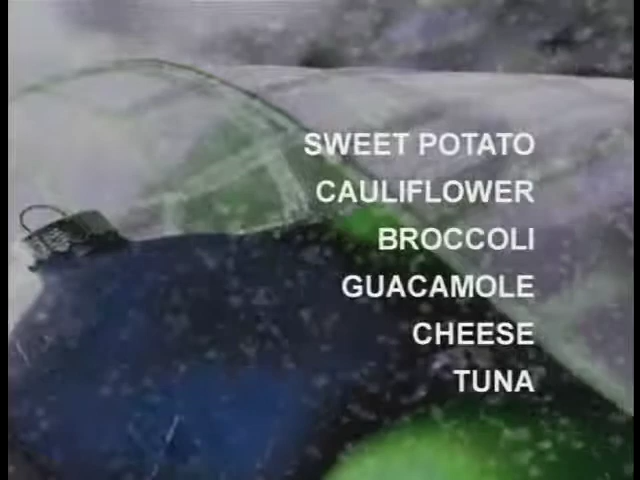 SWEET POTATO
CAULIFLOWER
BROCCOLI
GUACAMOLE
CHEESE
TUNA